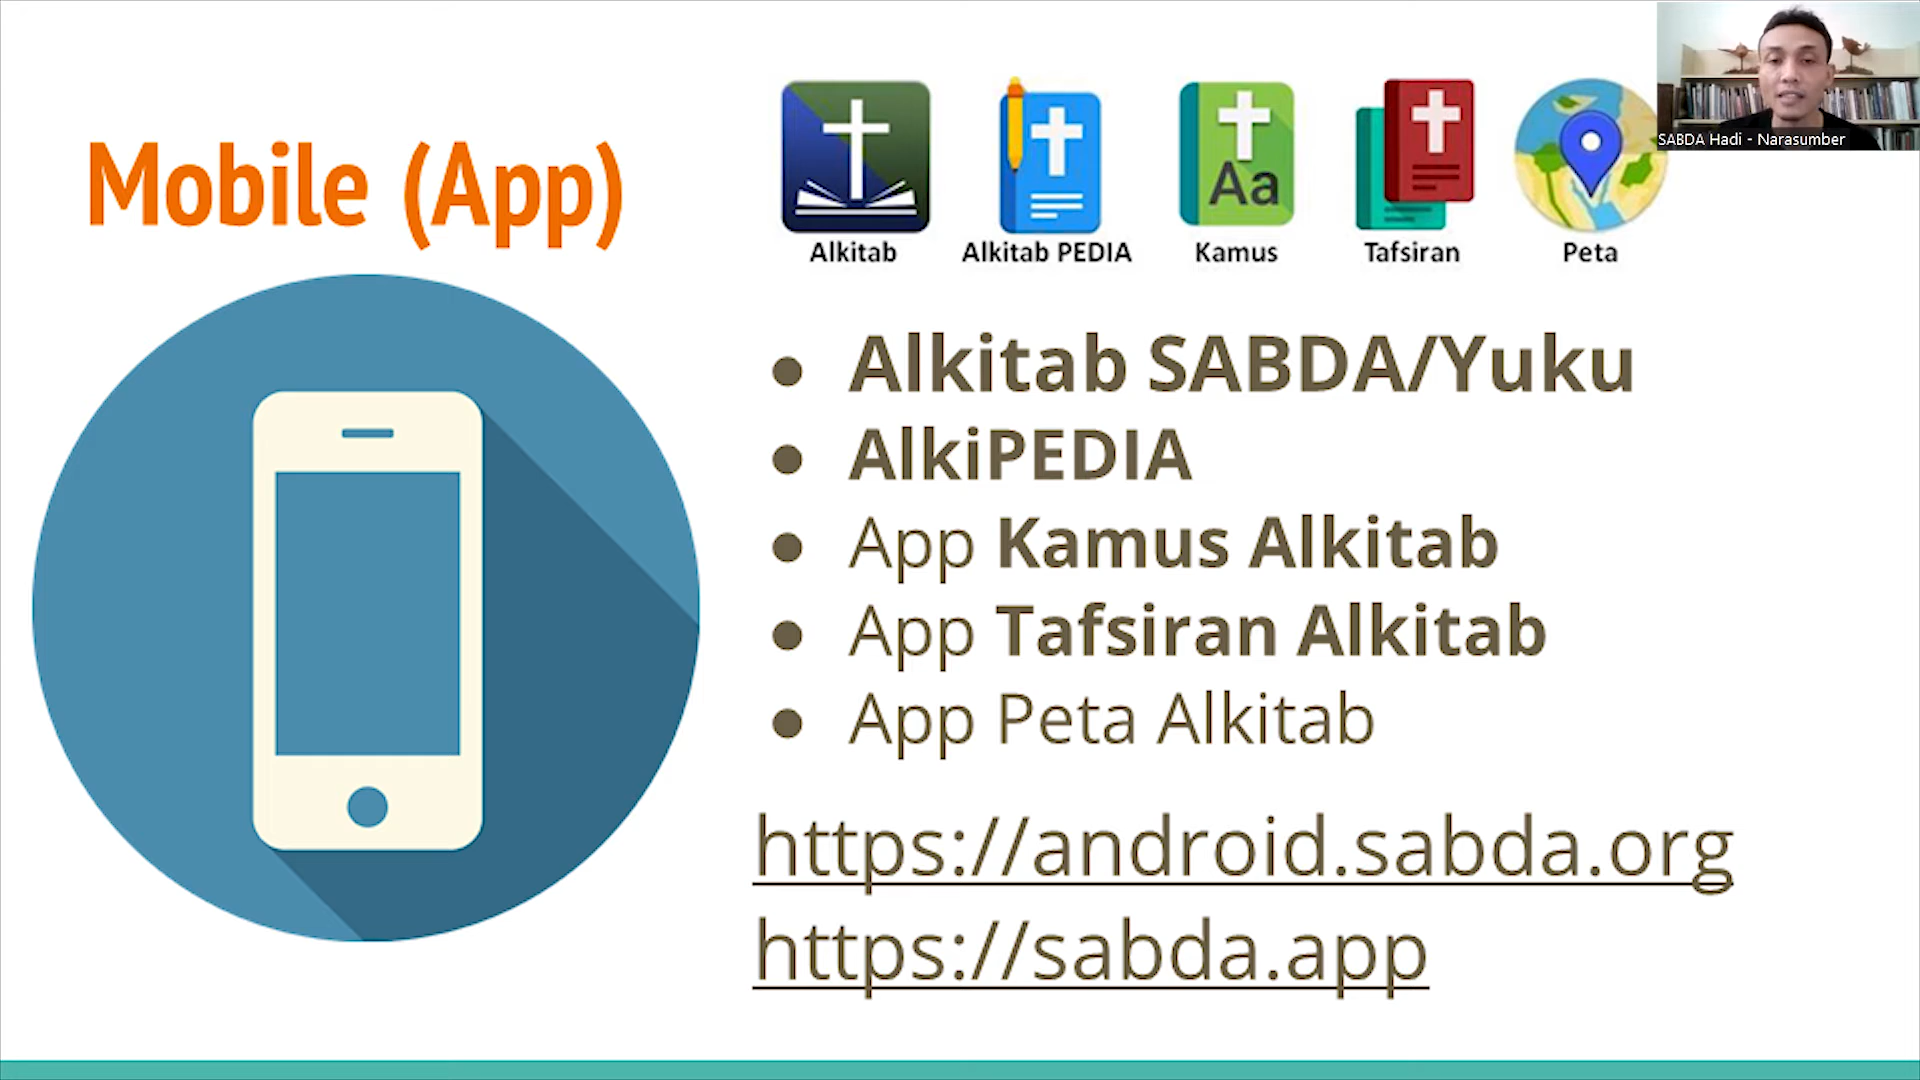 Mobile (App)
Alkitab
Alkitab PEDIA
Aa
Kamus
Tafsiran
Peta
SABDA Hadi - Narasumber
● Alkitab SABDA/Yuku
● AlkiPEDIA
● App Kamus Alkitab
● App Tafsiran Alkitab
● App Peta Alkitab
https://android.sabda.org
https://sabda.app